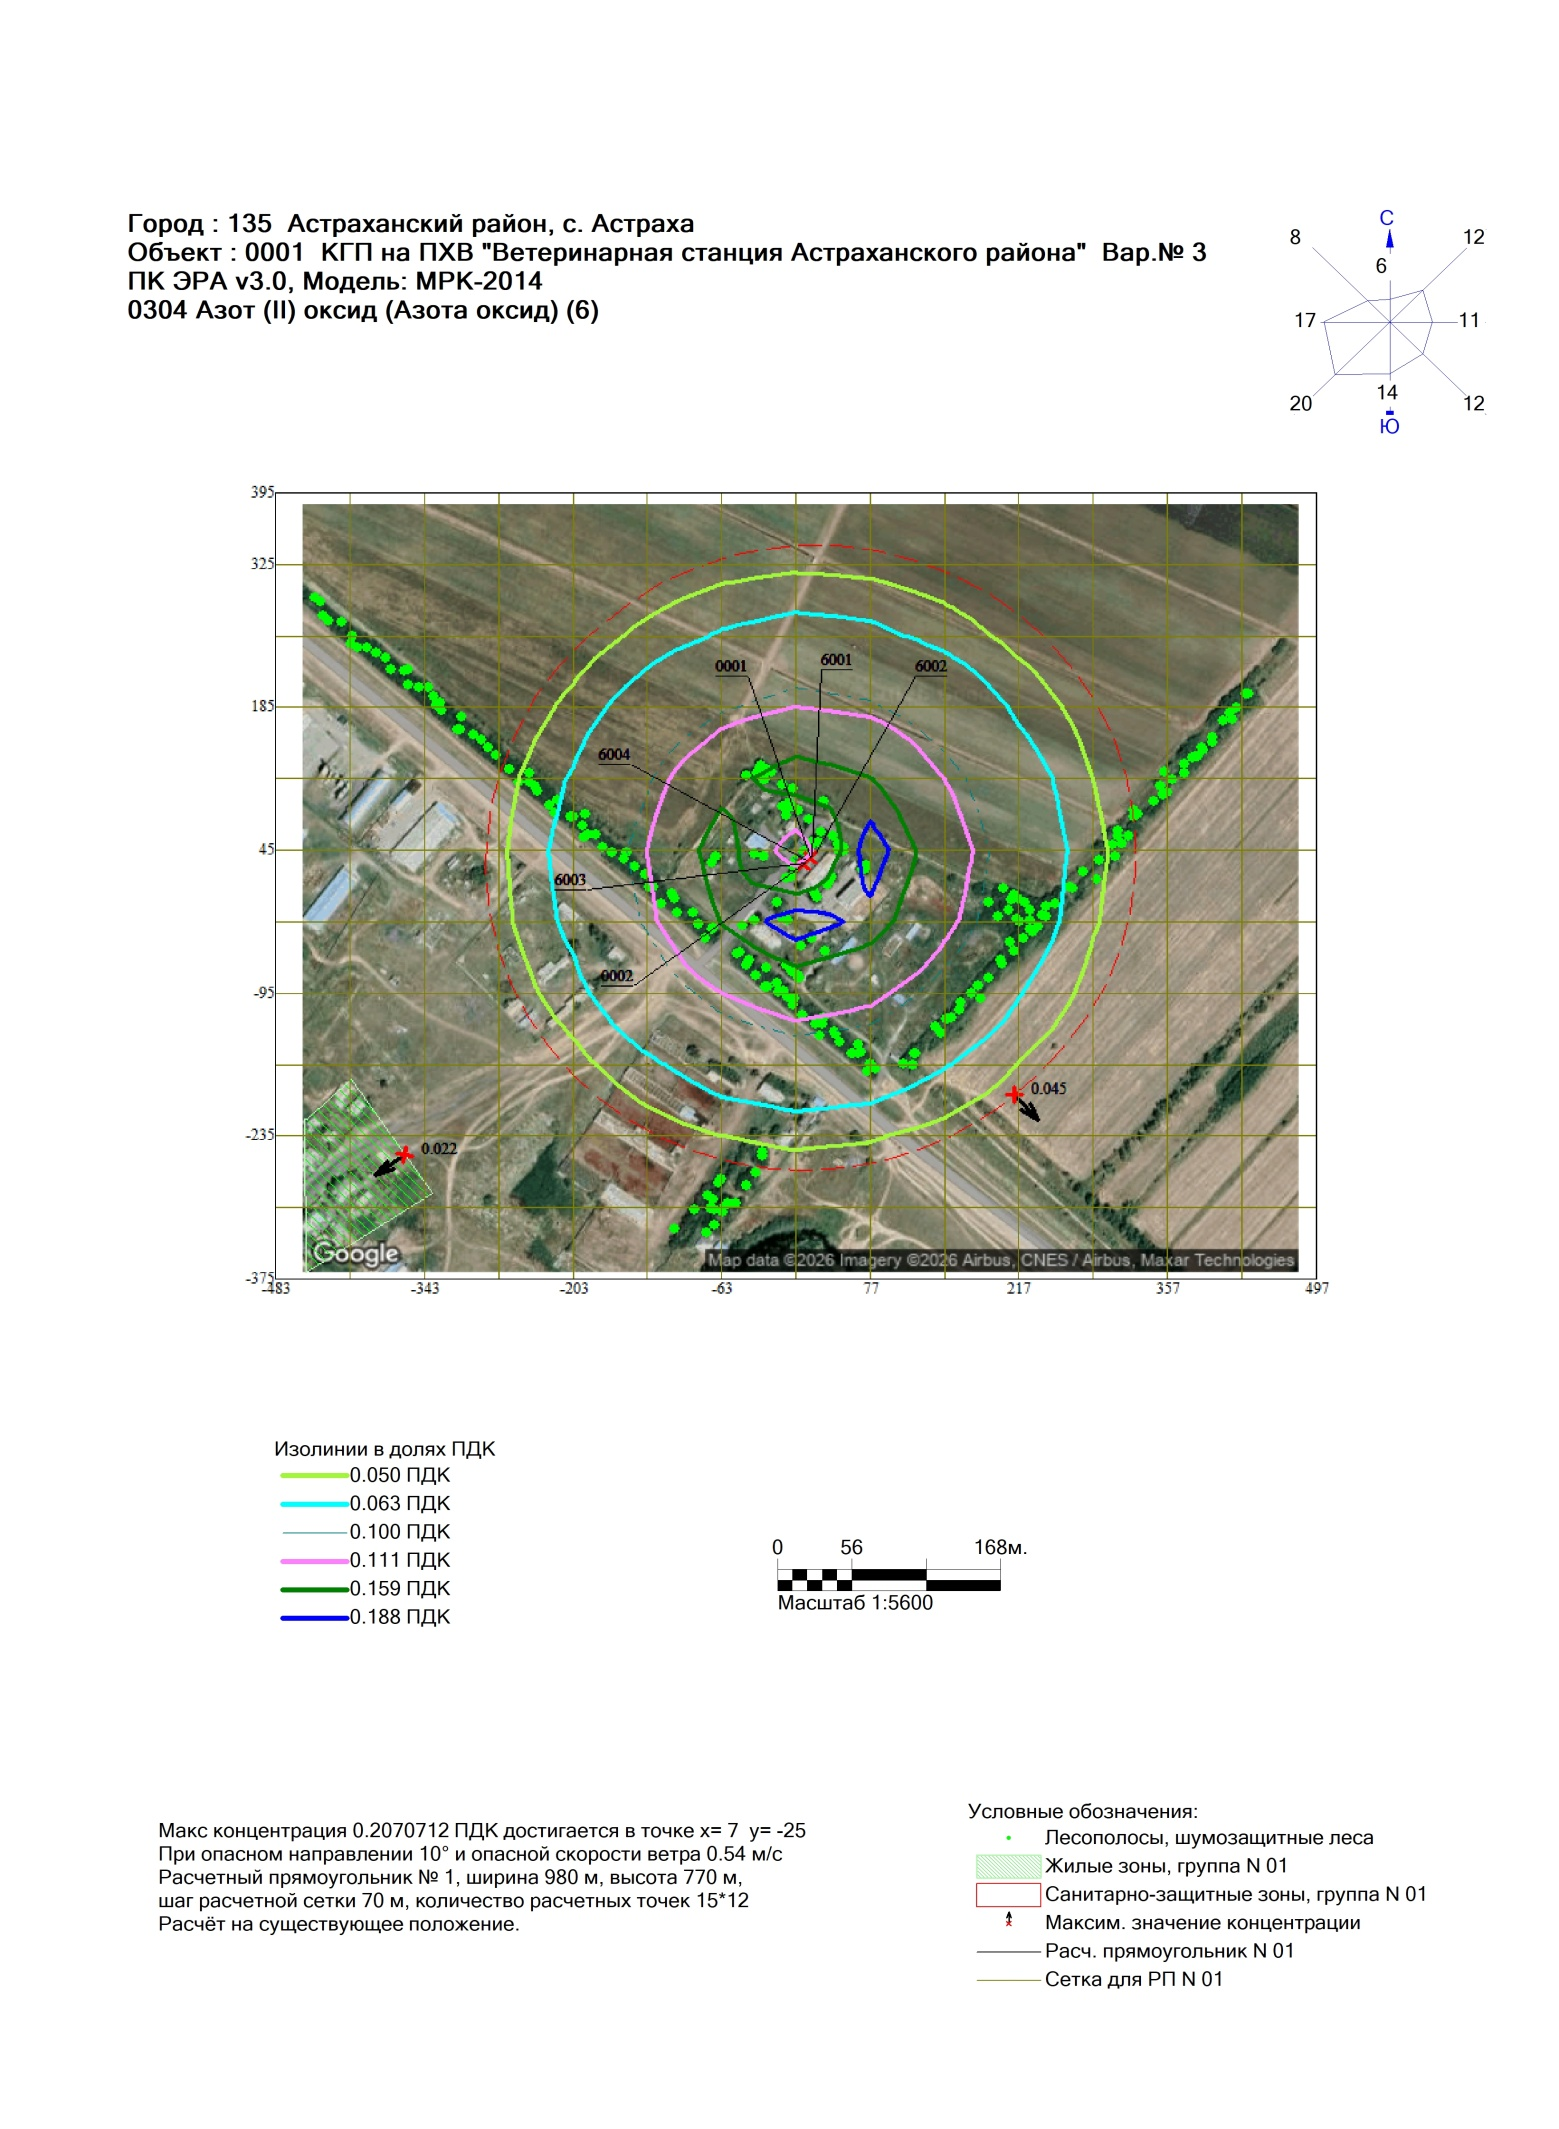 Город : 135 Астраханский район, с. Астраха
Объект : 0001 КГП на ПХВ "Ветеринарная станция Астраханского района" Вар.№ 3
ПК ЭРА v3.0, Модель: МРК-2014
0304 Азот (II) оксид (Азота оксид) (6)
С
8
12
6
17
11
14
20
12
Ю
395
325
185
45
-95
-235
-375
0001
6001
6002
6004
6003
0002
0.045
0.022
Google
Map data ©2026 Imagery ©2026 Airbus, CNES / Airbus, Maxar Technologies
-483
-343
-203
-63
77
217
357
497
Изолинии в долях ПДК
0.050 ПДК
0.063 ПДК
0.100 ПДК
0.111 ПДК
0.159 ПДК
0.188 ПДК
0 56 168м.
Масштаб 1:5600
Макс концентрация 0.2070712 ПДК достигается в точке x= 7 y= -25
При опасном направлении 10° и опасной скорости ветра 0.54 м/с
Расчетный прямоугольник № 1, ширина 980 м, высота 770 м,
шаг расчетной сетки 70 м, количество расчетных точек 15*12
Расчёт на существующее положение.
Условные обозначения:
Лесополосы, шумозащитные леса
Жилые зоны, группа N 01
Санитарно-защитные зоны, группа N 01
Максим. значение концентрации
Расч. прямоугольник N 01
Сетка для РП N 01